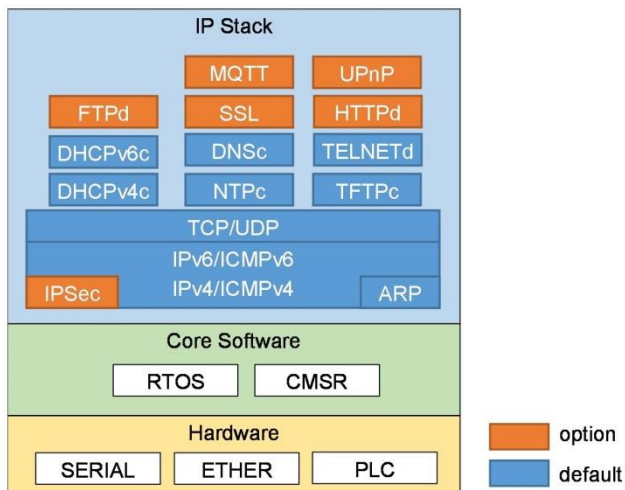 IP Stack
MQTT UPnP
FTPd SSL HTTPd
DHCPv6c DNSc TELNETd
DHCPv4c NTPc TFTPc
TCP/UDP
IPv6/ICMPv6
IPv4/ICMPv4
IPSec ARP
Core Software
RTOS CMSR
Hardware
SERIAL ETHER PLC
option
default